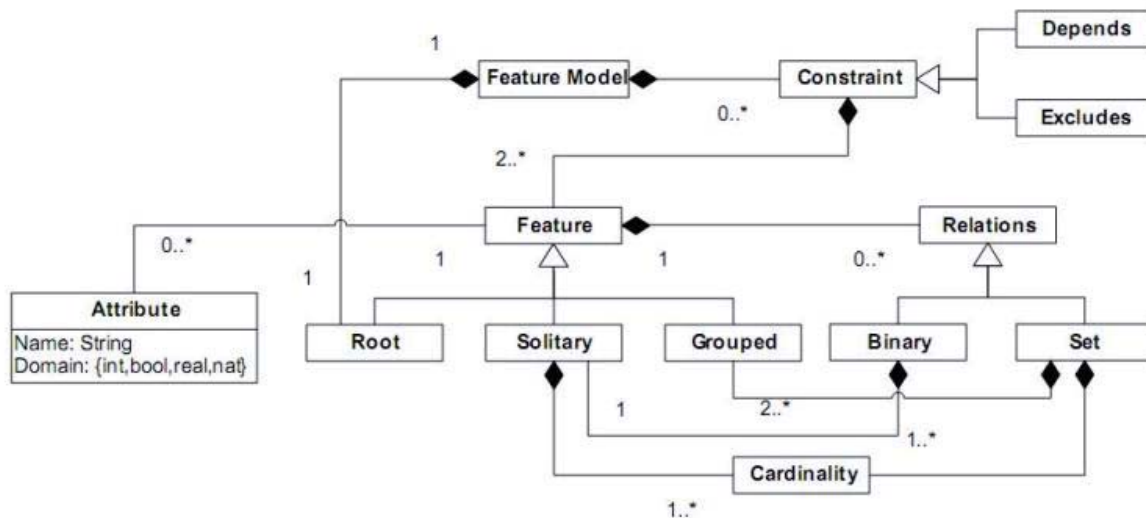 Depends
1
Feature Model
Constraint
0..*
Excludes
2..*
Feature
Relations
0..*
1
1
0..*
1
Attribute
Name: String
Domain: {int,bool,real,nat}
Root
Solitary
Grouped
Binary
Set
1
2..*
1..*
Cardinality
1..*